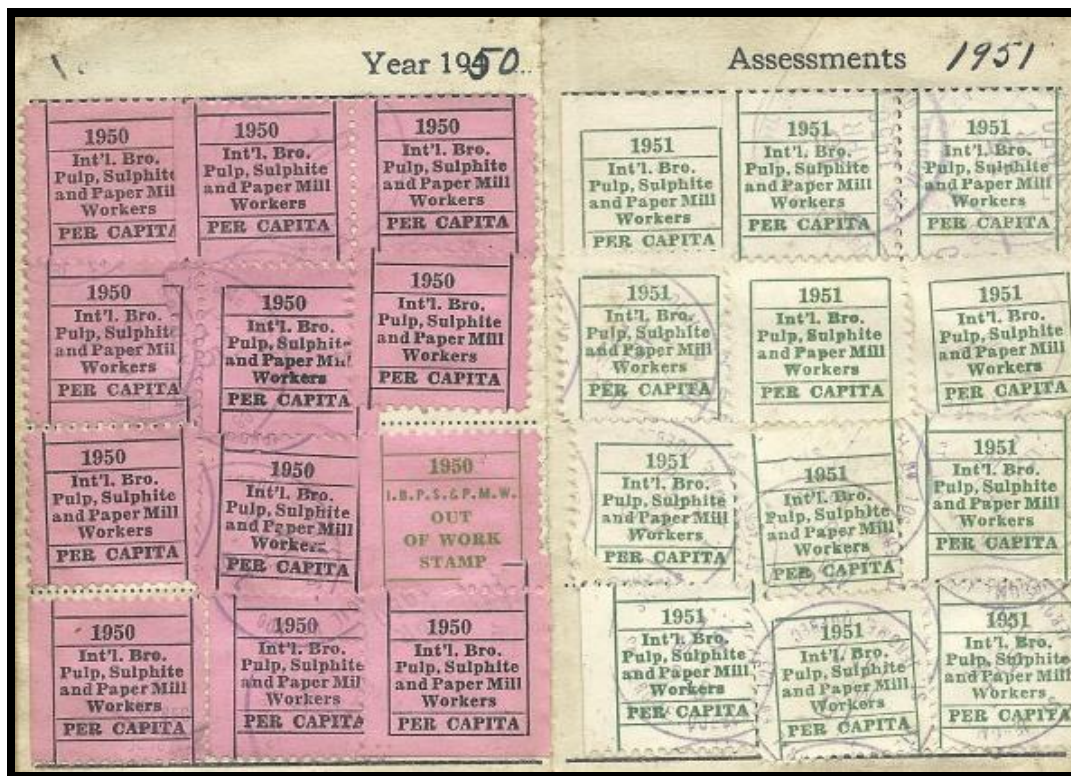 Year 1950
1950
Int'l. Bro.
Pulp, Sulphite
and Paper Mill
Workers
PER CAPITA
1950
Int'l. Bro.
Pulp, Sulphite
and Paper Mill
Workers
PER CAPITA
1950
Int'l. Bro.
Pulp, Sulphite
and Paper Mill
Workers
PER CAPITA
1950
Int'l. Bro.
Pulp, Sulphite
and Paper Mil
Workers
PER CAPITA
1950
Int'l. Bro.
Pulp, Sulphite
and Paper Mill
Workers
PER CAPITA
1950
Int'l. Bro.
Pulp, Sulphite
and Paper Mill
Workers
PER CAPITA
1950
Int'l. Bro.
Pulp, Sulphite
and Paper Mill
Workers
PER CAPITA
1950
Int'l. Bro.
Pulp, Sulphite
and Paper Mill
Workers
PER CAPITA
1950
I.B.P.S.&P.M.W.
OUT
OF WORK
STAMP
1950
Int'l. Bro.
Pulp, Sulphite
and Paper Mill
Workers
PER CAPITA
1950
Int'l. Bro.
Pulp, Sulphite
and Paper Mil
Workers
PER CAPITA
1950
Int'l. Bro.
Pulp, Sulphite
and Paper Mill
Workers
PER CAPITA
Assessments 1951
1951
Int'l. Bro.
Pulp, Sulphite
and Paper Mill
Workers
PER CAPITA
1951
Int'l. Bro.
Pulp, Sulphite
and Paper Mill
Workers
PER CAPITA
1951
Int'l. Bro.
Pulp, Sulphite
and Paper Mill
Workers
PER CAPITA
1951
Int'l. Bro.
Pulp, Sulphite
and Paper Mill
Workers
PER CAPITA
1951
Int'l. Bro.
Pulp, Sulphite
and Paper Mill
Workers
PER CAPITA
1951
Int'l. Bro.
Pulp, Sulphite
and Paper Mill
Workers
PER CAPITA
1951
Int'l. Bro.
Pulp, Sulphite
and Paper Mill
Workers
PER CAPITA
1951
Int'l. Bro.
Pulp, Sulphite
and Paper Mill
Workers
PER CAPITA
1951
Int'l. Bro.
Pulp, Sulphite
and Paper Mill
Workers
PER CAPITA
1951
Int'l. Bro.
Pulp, Sulphite
and Paper Mill
Workers
PER CAPITA
1951
Int'l. Bro.
Pulp, Sulphite
and Paper Mill
Workers
PER CAPITA
1951
Int'l. Bro.
Pulp, Sulphite
and Paper Mill
Workers
PER CAPITA